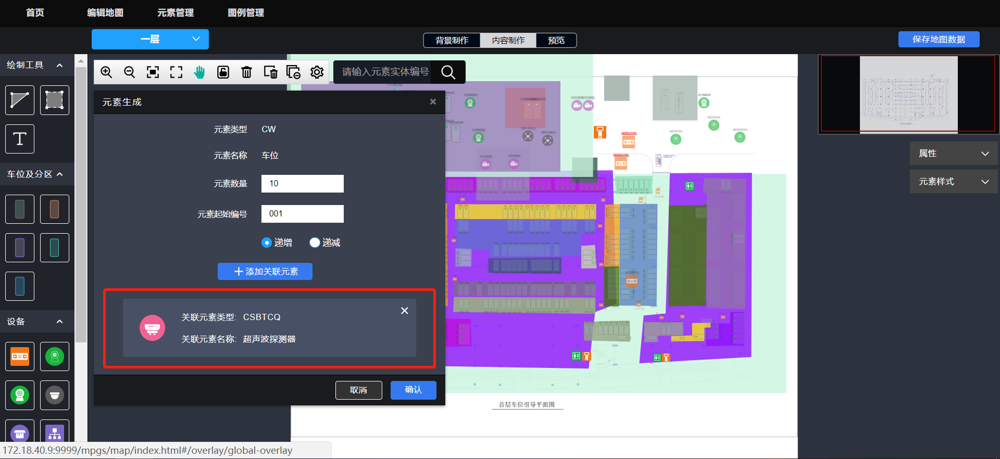 首页 编辑地图 元素管理 图例管理
一层 背景制作 内容制作 预览 保存地图数据
绘制工具
请输入元素实体编号
元素生成
元素类型 CW
元素名称 车位
属性
车位及分区
元素数量 10
元素样式
元素起始编号 001
递增 递减
添加关联元素
关联元素类型: CSBTCQ
设备
关联元素名称: 超声波探测器
取消 确认
首层车位引导平面图
172.18.40.9:9999/mpgs/map/index.html#/overlay/global-overlay